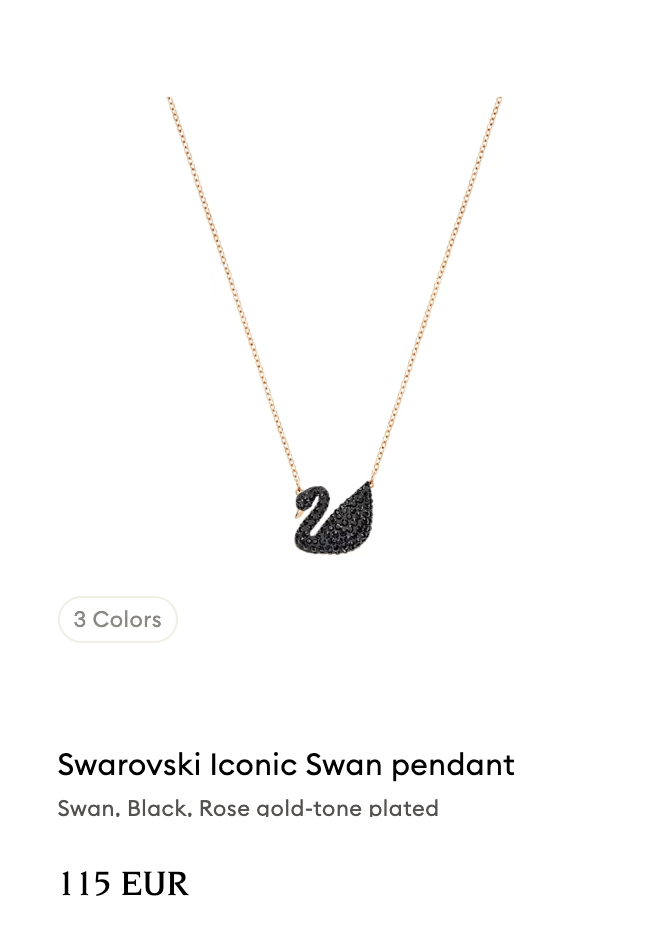 3 Colors
Swarovski Iconic Swan pendant
Swan, Black, Rose gold-tone plated
115 EUR